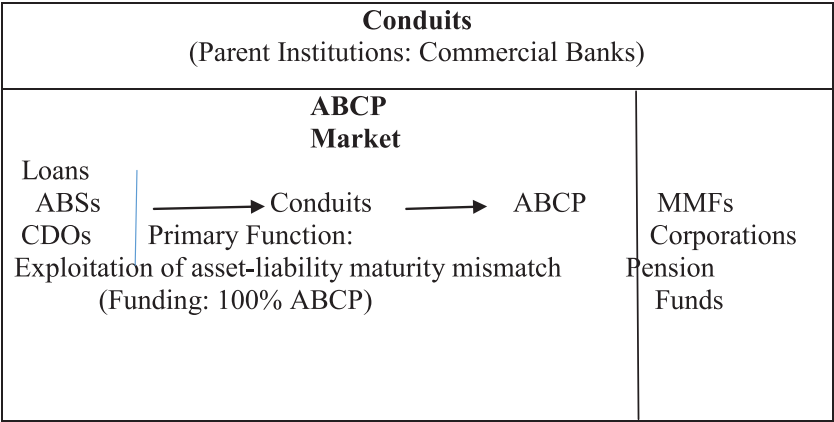 Conduits
(Parent Institutions: Commercial Banks)
ABCP
Market
Loans
ABSs Conduits ABCP MMFs
CDOs Primary Function: Corporations
Exploitation of asset-liability maturity mismatch Pension
(Funding: 100% ABCP) Funds